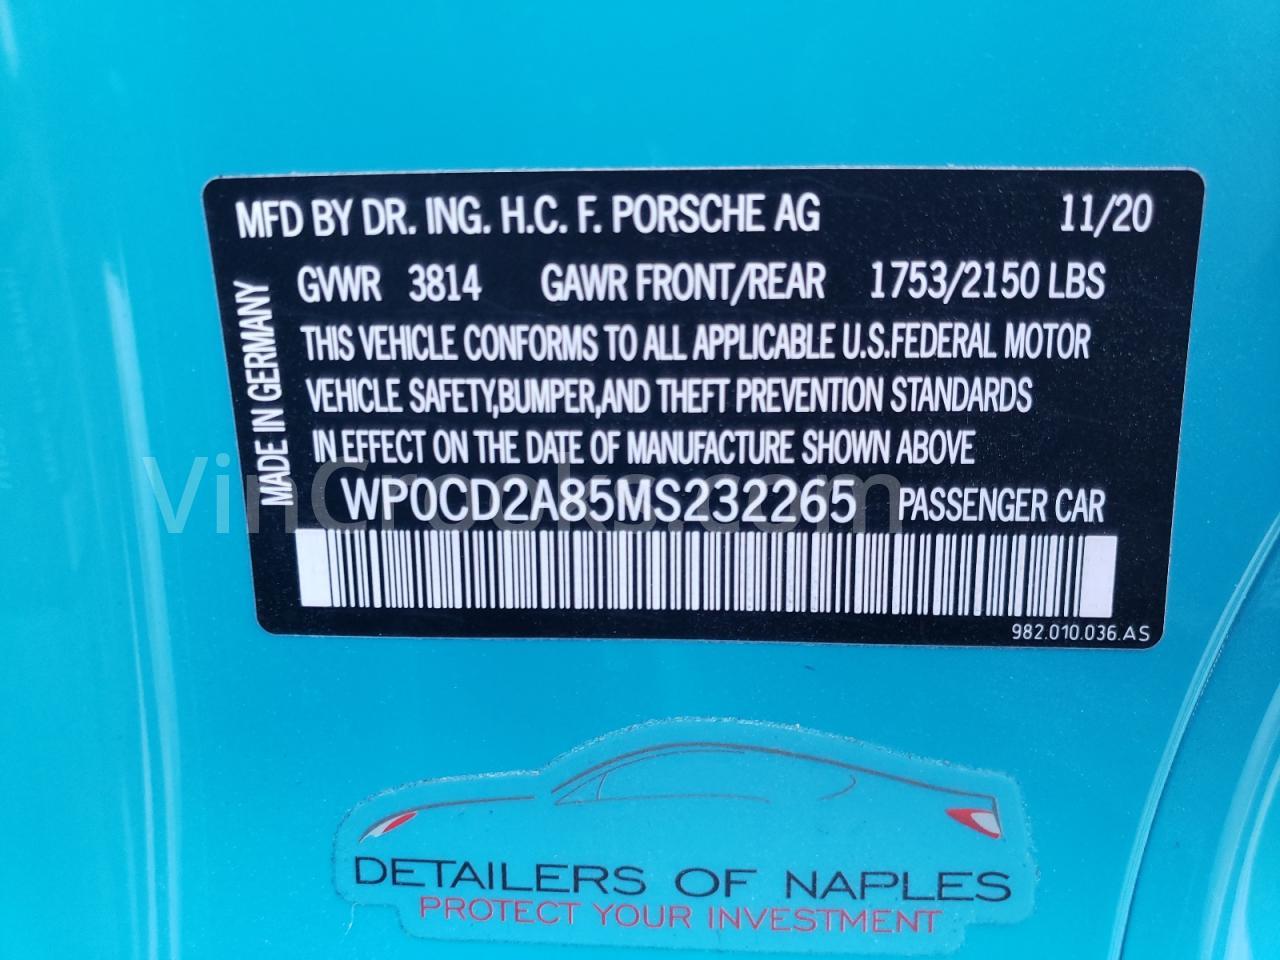 MFD BY DR. ING. H.C. F. PORSCHE AG 11/20
GVWR 3814 GAWR FRONT/REAR 1753/2150 LBS
THIS VEHICLE CONFORMS TO ALL APPLICABLE U.S.FEDERAL MOTOR
VEHICLE SAFETY,BUMPER,AND THEFT PREVENTION STANDARDS
IN EFFECT ON THE DATE OF MANUFACTURE SHOWN ABOVE
MADE IN GERMANY
WP0CD2A85MS232265 PASSENGER CAR
982.010.036.AS
VinCrooks.com
DETAILERS OF NAPLES
PROTECT YOUR INVESTMENT